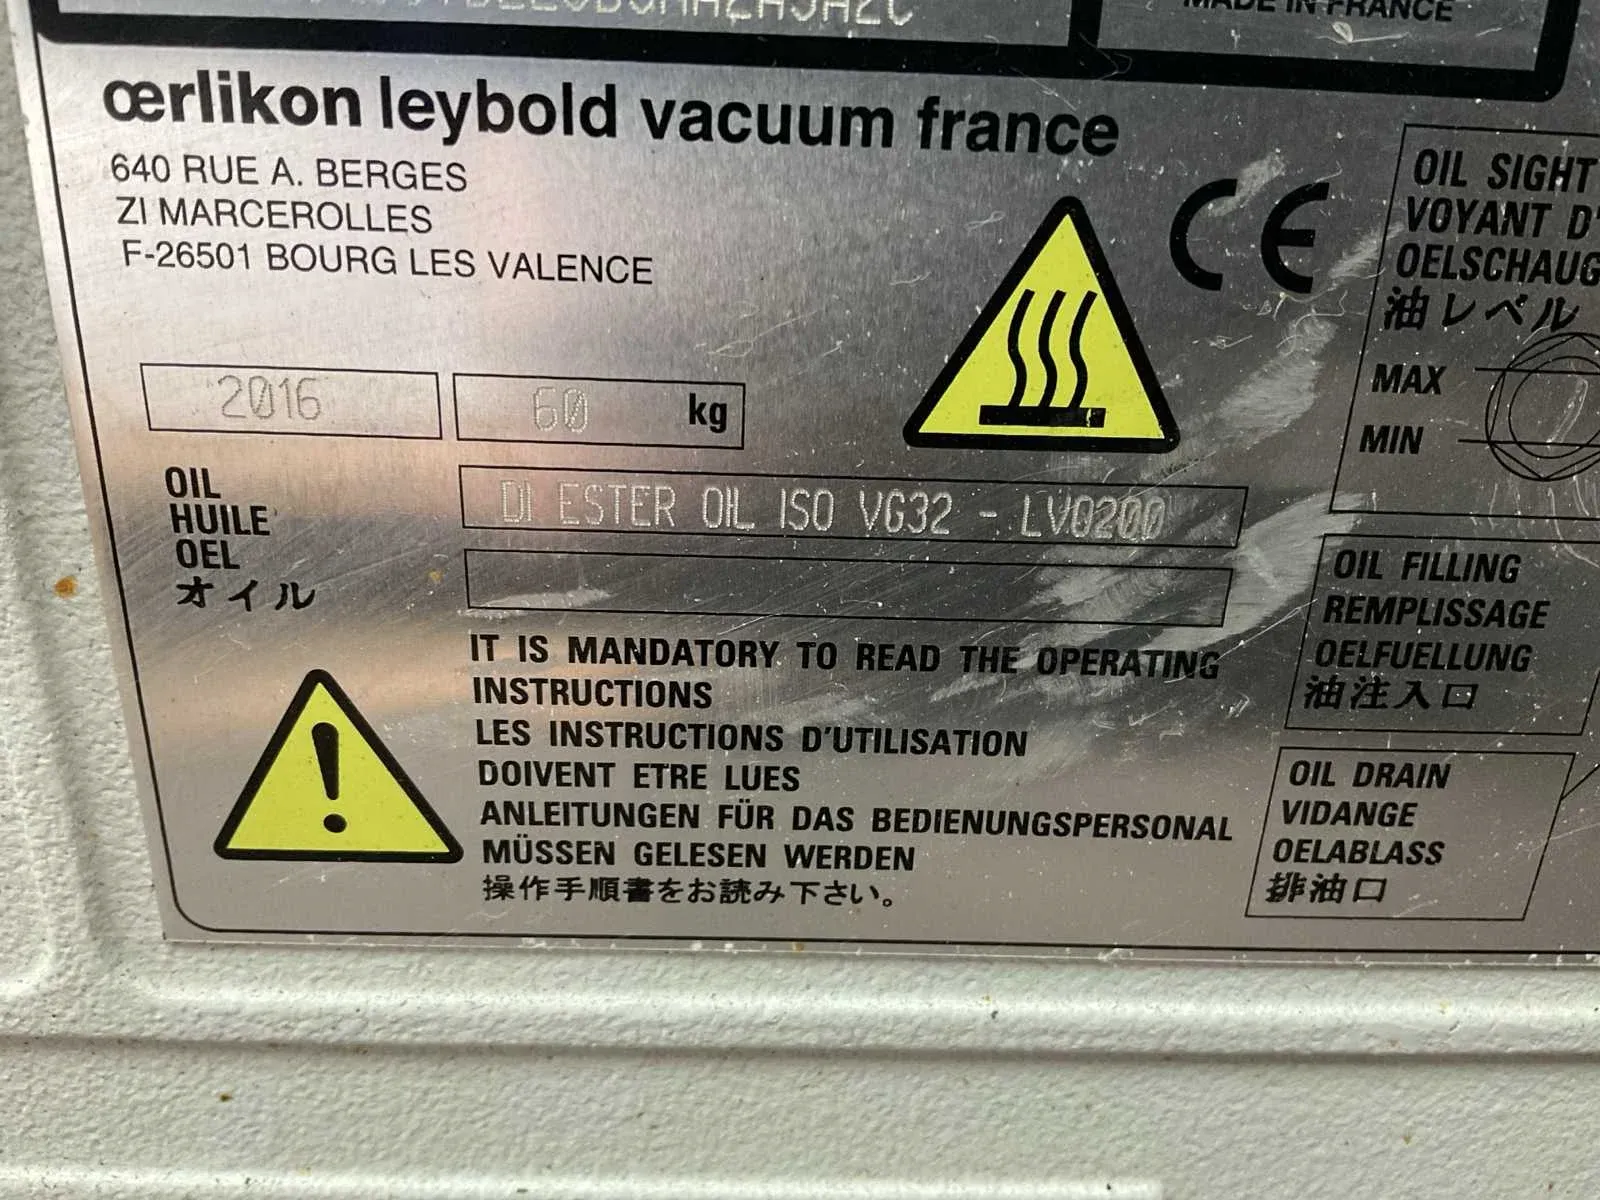 MADE IN FRANCE
œrlikon leybold vacuum france
640 RUE A. BERGES
ZI MARCEROLLES
F-26501 BOURG LES VALENCE
CE
2016
60 kg
OIL
HUILE
OEL
オイル
DI ESTER OIL ISO VG32 - LVO200
IT IS MANDATORY TO READ THE OPERATING
INSTRUCTIONS
LES INSTRUCTIONS D'UTILISATION
DOIVENT ETRE LUES
ANLEITUNGEN FÜR DAS BEDIENUNGSPERSONAL
MÜSSEN GELESEN WERDEN
操作手順書をお読み下さい。
OIL SIGHT
VOYANT D'
OELSCHAUG
油レベル
MAX
MIN
OIL FILLING
REMPLISSAGE
OELFUELLUNG
油注入口
OIL DRAIN
VIDANGE
OELABLASS
排油口